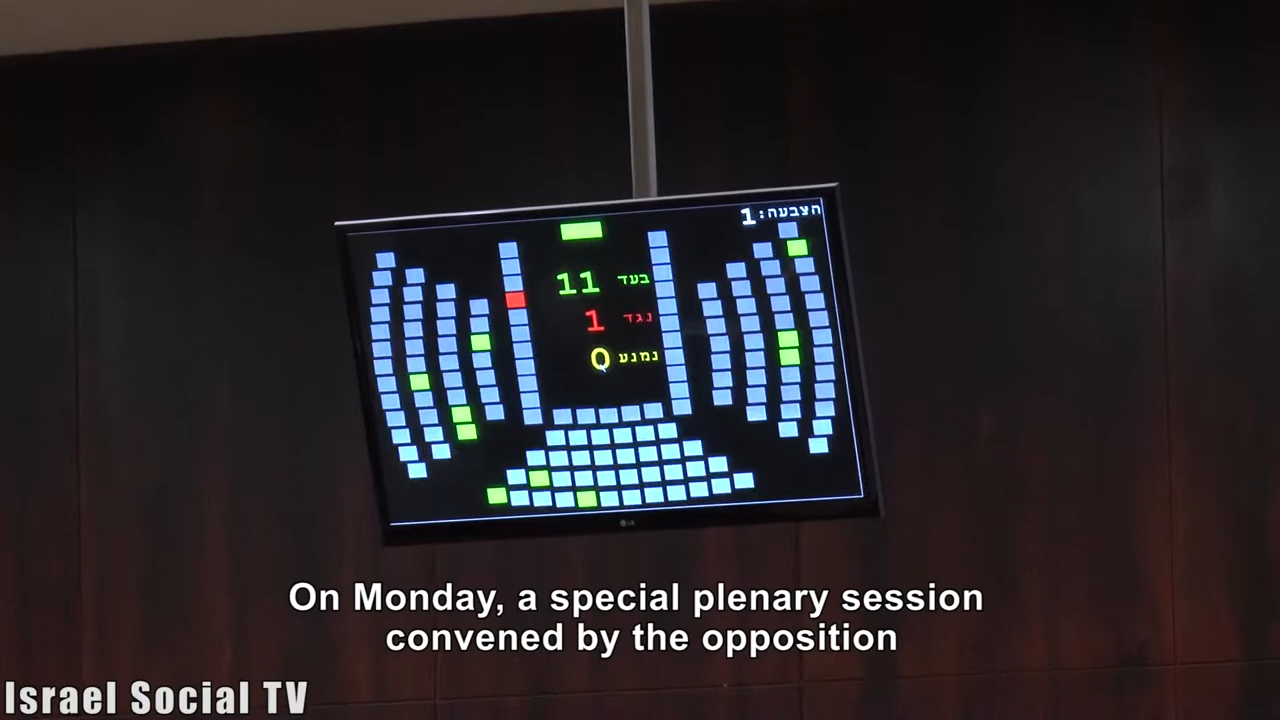 הצבעה: 1
בעד 11
נגד 1
נמנע 0
LG
On Monday, a special plenary session
convened by the opposition
Israel Social TV